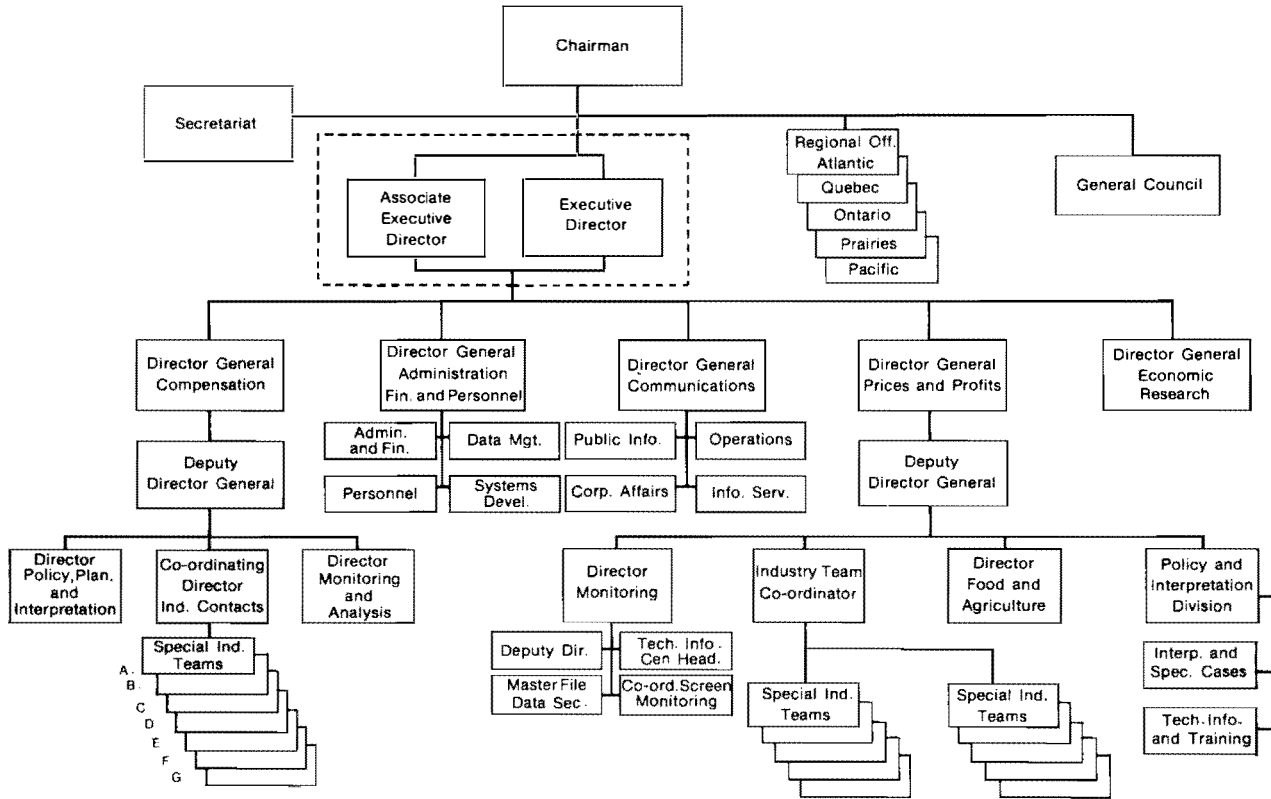 Chairman
Secretariat
Regional Off.
Atlantic
Quebec
Ontario
Prairies
Pacific
General Council
Associate
Executive
Director
Executive
Director
Director General
Compensation
Director General
Administration
Fin. and Personnel
Director General
Communications
Director General
Prices and Profits
Director General
Economic
Research
Admin.
and Fin.
Data Mgt.
Personnel
Systems
Devel.
Public Info.
Operations
Corp. Affairs
Info. Serv.
Deputy
Director General
Deputy
Director General
Director
Policy, Plan.
and
Interpretation
Co-ordinating
Director
Ind. Contacts
Director
Monitoring
and
Analysis
Special Ind.
Teams
A.
B.
C
D
E
F
G
Director
Monitoring
Industry Team
Co-ordinator
Director
Food and
Agriculture
Policy and
Interpretation
Division
Deputy Dir.
Tech. Info.
Cen Head.
Master File
Data Sec.
Co-ord. Screen
Monitoring
Special Ind.
Teams
Special Ind.
Teams
Interp. and
Spec. Cases
Tech. Info.
and Training